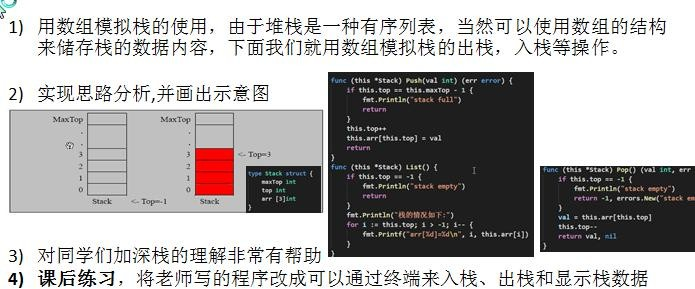 1) 用数组模拟栈的使用，由于堆栈是一种有序列表，当然可以使用数组的结构
来储存栈的数据内容，下面我们就用数组模拟栈的出栈，入栈等操作。
2) 实现思路分析,并画出示意图
MaxTop
.
.
3
2
1
0
Stack
<- Top=-1
MaxTop
.
.
3
2
1
0
Stack
<- Top=3
type Stack struct {
maxTop int
top int
arr [3]int
}
func (this *Stack) Push(val int) (err error) {
if this.top == this.maxTop - 1 {
fmt.Println("stack full")
return
}
this.top++
this.arr[this.top] = val
return
}
func (this *Stack) List() {
if this.top == -1 {
fmt.Println("stack empty")
return
}
fmt.Println("栈的情况如下:")
for i := this.top; i > -1; i-- {
fmt.Printf("arr[%d]=%d\n", i, this.arr[i])
}
func (this *Stack) Pop() (val int, err
if this.top == -1 {
fmt.Println("stack empty")
return -1, errors.New("stack em
}
val = this.arr[this.top]
this.top--
return val, nil
}
3) 对同学们加深栈的理解非常有帮助
4) 课后练习，将老师写的程序改成可以通过终端来入栈、出栈和显示栈数据